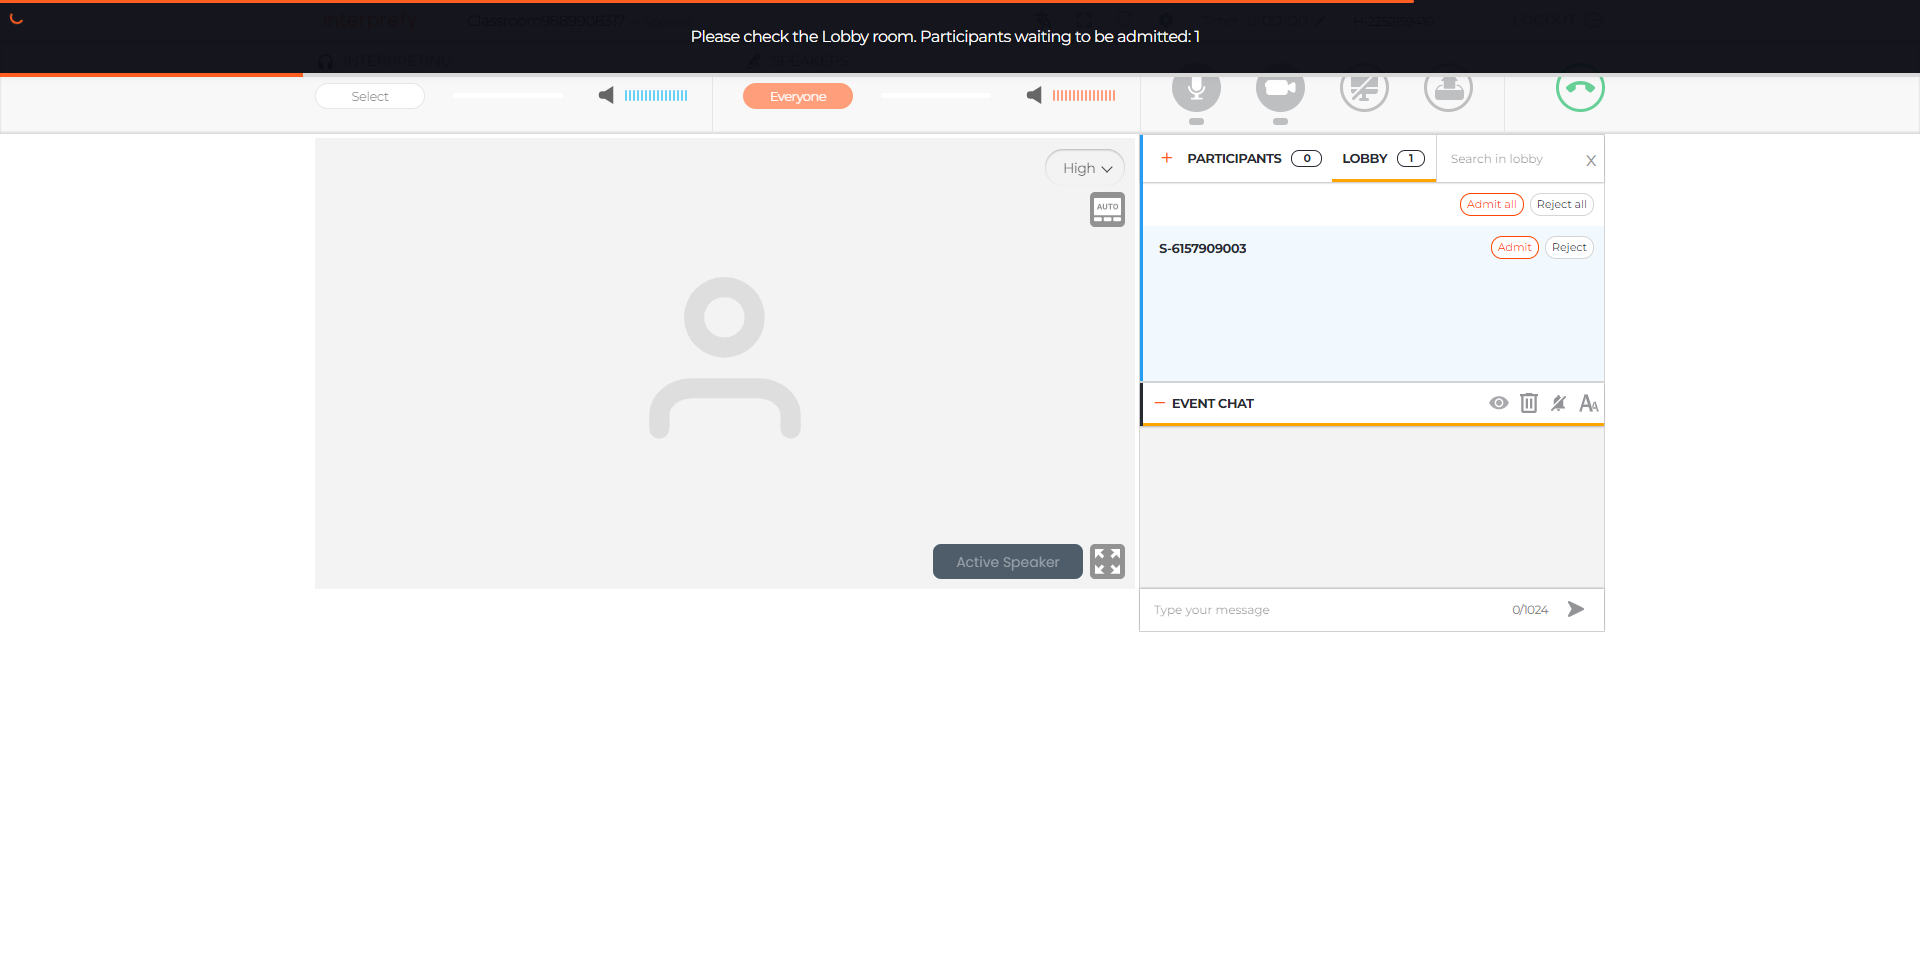 Please check the Lobby room. Participants waiting to be admitted: 1
Select
Everyone
High
AUTO
Active Speaker
+ PARTICIPANTS 0
LOBBY 1
Search in lobby X
Admit all Reject all
S-6157909003 Admit Reject
− EVENT CHAT
Type your message 0/1024